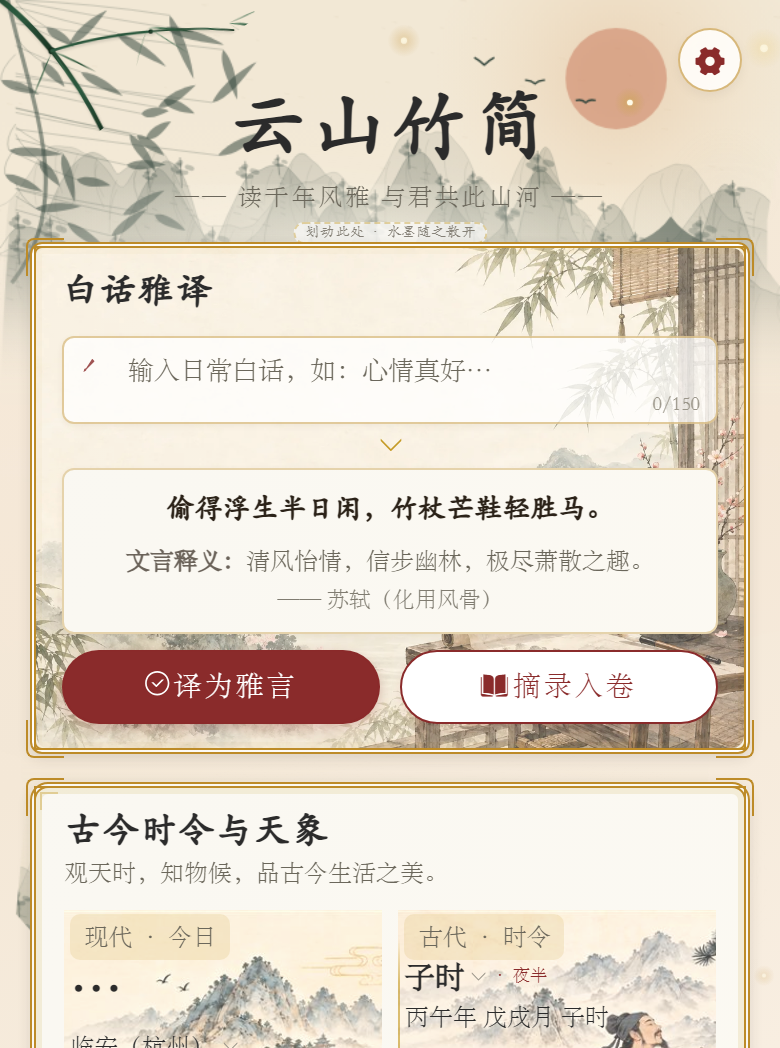 云山竹简
—— 读千年风雅 与君共此山河 ——
划动此处 · 水墨随之散开
白话雅译
输入日常白话，如：心情真好…
0/150
偷得浮生半日闲，竹杖芒鞋轻胜马。
文言释义：清风怡情，信步幽林，极尽萧散之趣。
—— 苏轼（化用风骨）
译为雅言
摘录入卷
古今时令与天象
观天时，知物候，品古今生活之美。
现代 · 今日
...
临安（杭州）
古代 · 时令
子时 · 夜半
丙午年 戊戌月 子时